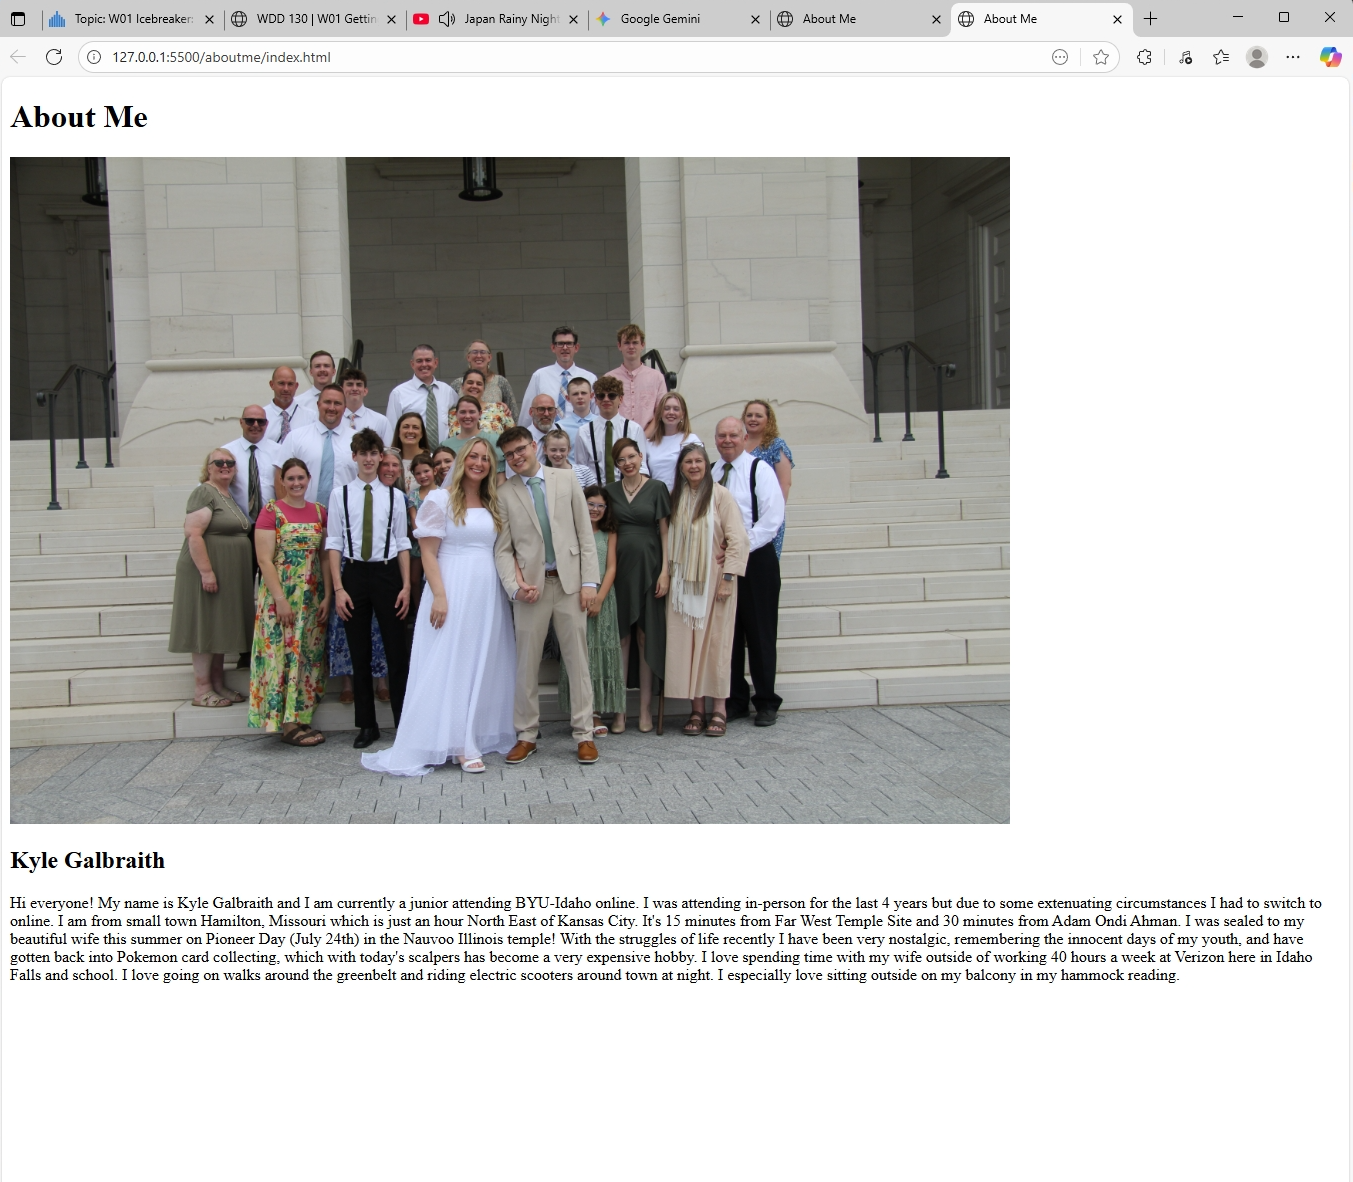 Topic: W01 Icebreaker:
WDD 130 | W01 Gettin
Japan Rainy Night
Google Gemini
About Me
About Me
127.0.0.1:5500/aboutme/index.html
About Me
Kyle Galbraith
Hi everyone! My name is Kyle Galbraith and I am currently a junior attending BYU-Idaho online. I was attending in-person for the last 4 years but due to some extenuating circumstances I had to switch to
online. I am from small town Hamilton, Missouri which is just an hour North East of Kansas City. It's 15 minutes from Far West Temple Site and 30 minutes from Adam Ondi Ahman. I was sealed to my
beautiful wife this summer on Pioneer Day (July 24th) in the Nauvoo Illinois temple! With the struggles of life recently I have been very nostalgic, remembering the innocent days of my youth, and have
gotten back into Pokemon card collecting, which with today's scalpers has become a very expensive hobby. I love spending time with my wife outside of working 40 hours a week at Verizon here in Idaho
Falls and school. I love going on walks around the greenbelt and riding electric scooters around town at night. I especially love sitting outside on my balcony in my hammock reading.